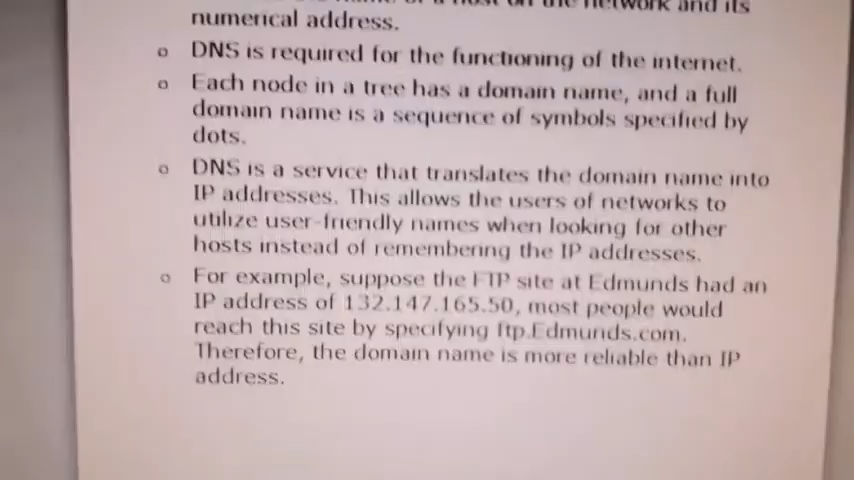 network and its
numerical address.
o DNS is required for the functioning of the internet.
o Each node in a tree has a domain name, and a full
domain name is a sequence of symbols specified by
dots.
o DNS is a service that translates the domain name into
IP addresses. This allows the users of networks to
utilize user-friendly names when looking for other
hosts instead of remembering the IP addresses.
o For example, suppose the FTP site at Edmunds had an
IP address of 132.147.165.50, most people would
reach this site by specifying ftp.Edmunds.com.
Therefore, the domain name is more reliable than IP
address.